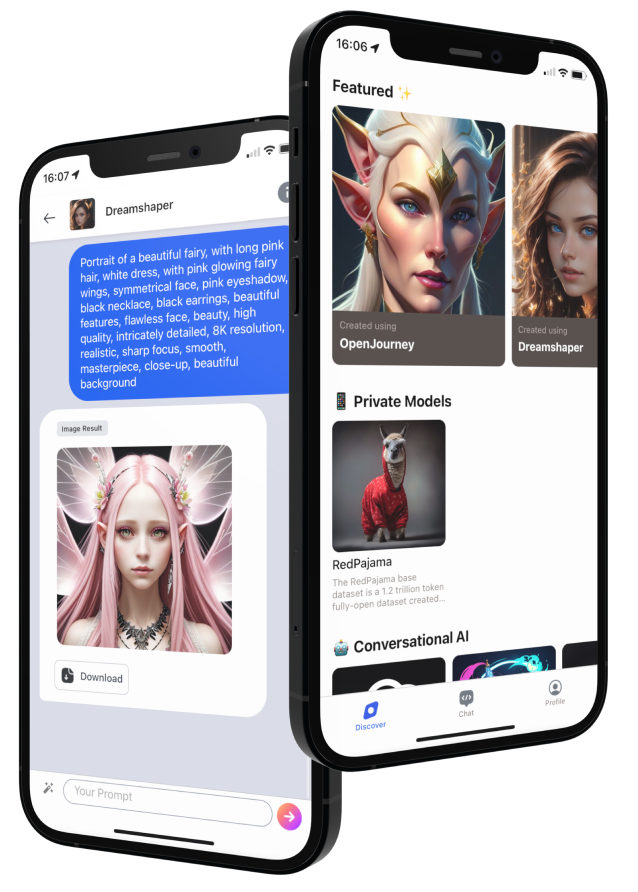 16:07
Dreamshaper
Portrait of a beautiful fairy, with long pink
hair, white dress, with pink glowing fairy
wings, symmetrical face, pink eyeshadow,
black necklace, black earrings, beautiful
features, flawless face, beauty, high
quality, intricately detailed, 8K resolution,
realistic, sharp focus, smooth,
masterpiece, close-up, beautiful
background
Image Result
Download
Your Prompt
16:06
Featured ✨
Created using
OpenJourney
Created using
Dreamshaper
Private Models
RedPajama
The RedPajama base
dataset is a 1.2 trillion token
fully-open dataset created...
Conversational AI
Discover
Chat
Profile